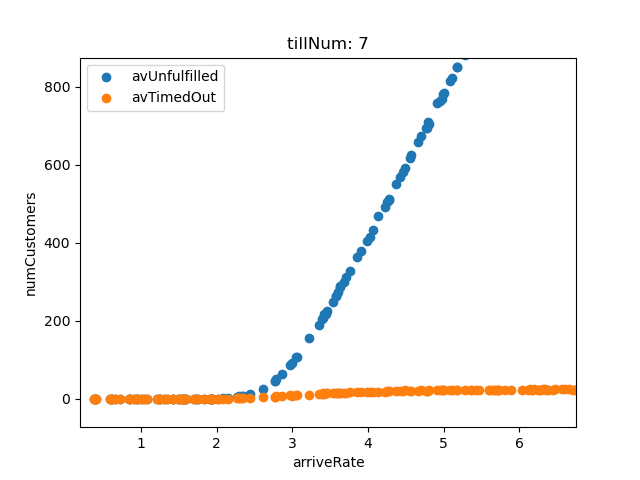 tillNum: 7
avUnfulfilled
avTimedOut
800
600
400
200
0
numCustomers
1 2 3 4 5 6
arriveRate